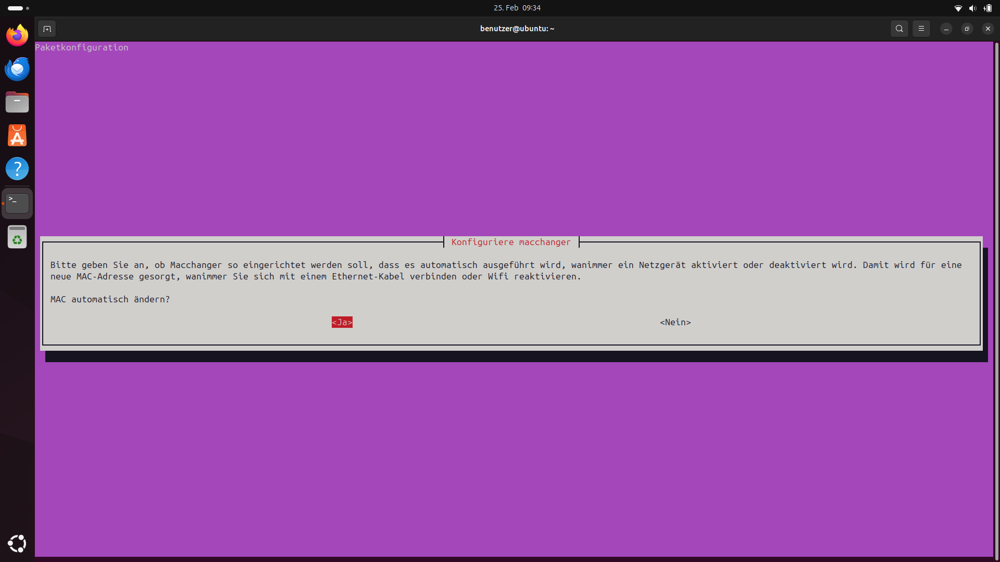 25. Feb 09:34
benutzer@ubuntu: ~
Paketkonfiguration
Konfiguriere macchanger
Bitte geben Sie an, ob Macchanger so eingerichtet werden soll, dass es automatisch ausgeführt wird, wanimmer ein Netzgerät aktiviert oder deaktiviert wird. Damit wird für eine
neue MAC-Adresse gesorgt, wanimmer Sie sich mit einem Ethernet-Kabel verbinden oder Wifi reaktivieren.
MAC automatisch ändern?
<Ja> <Nein>